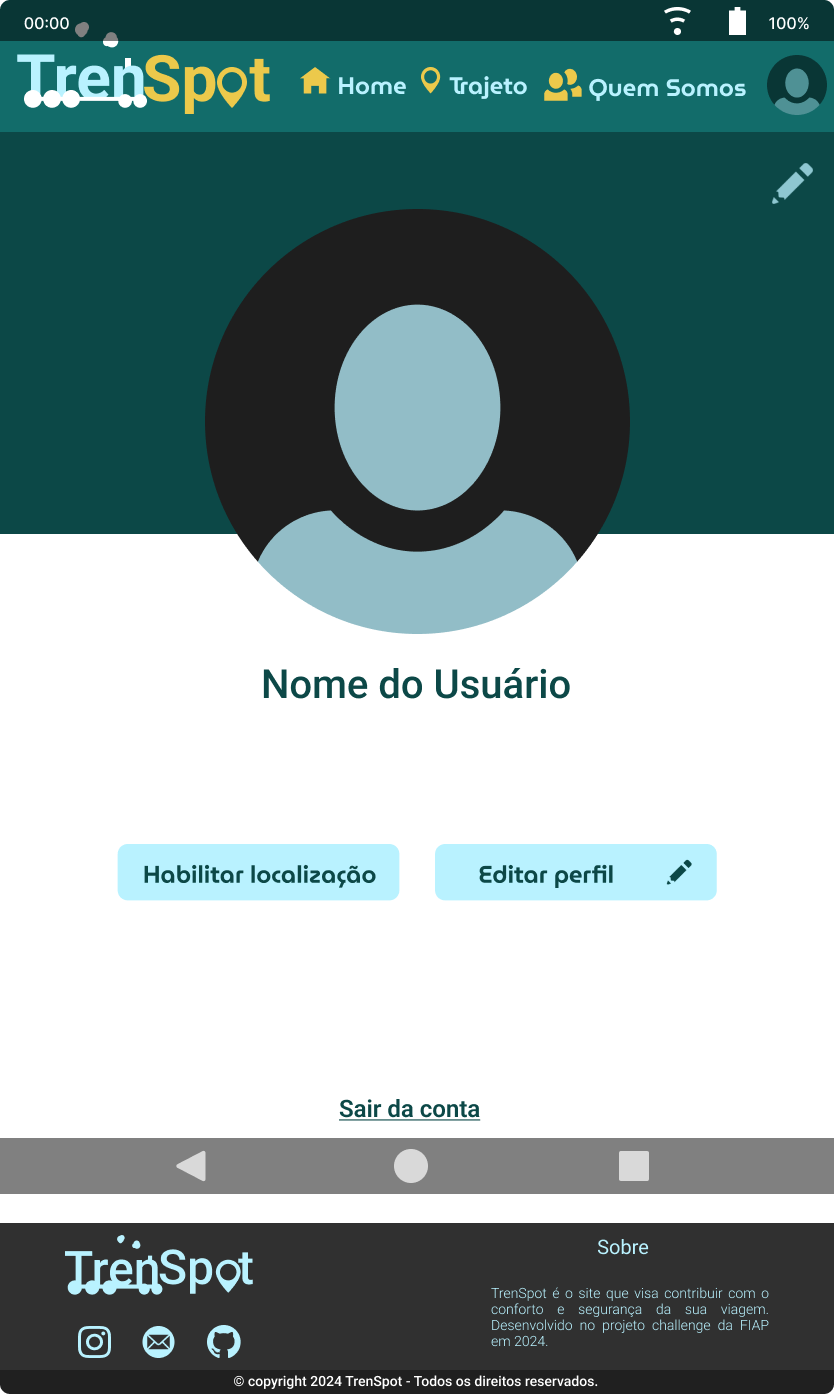 00:00
100%
TrenSpot
Home
Trajeto
Quem Somos
Nome do Usuário
Habilitar localização
Editar perfil
Sair da conta
TrenSpot
Sobre
TrenSpot é o site que visa contribuir com o
conforto e segurança da sua viagem.
Desenvolvido no projeto challenge da FIAP
em 2024.
© copyright 2024 TrenSpot - Todos os direitos reservados.